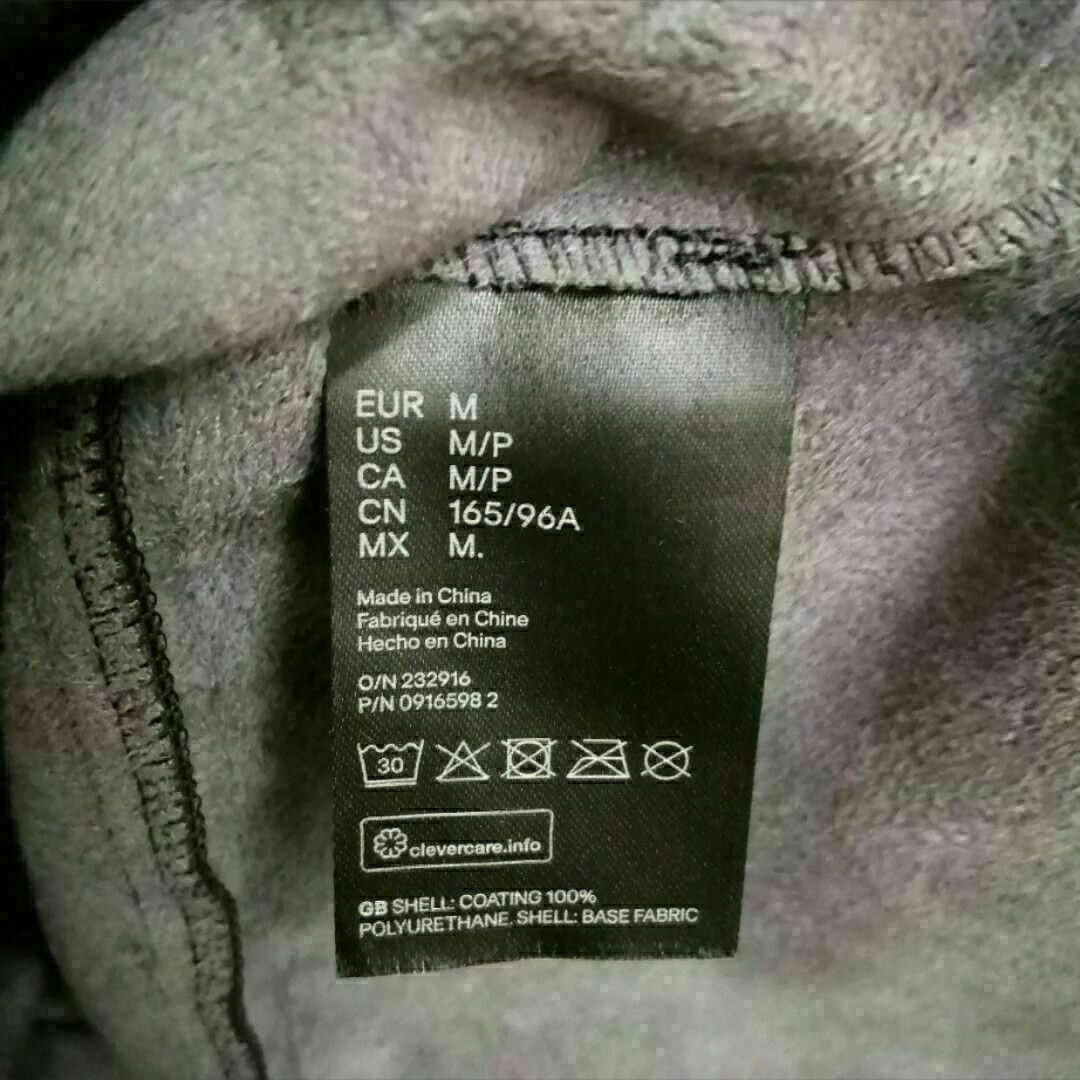 EUR M
US M/P
CA M/P
CN 165/96A
MX M.
Made in China
Fabriqué en Chine
Hecho en China
O/N 232916
P/N 0916598 2
30
clevercare.info
GB SHELL: COATING 100%
POLYURETHANE. SHELL: BASE FABRIC